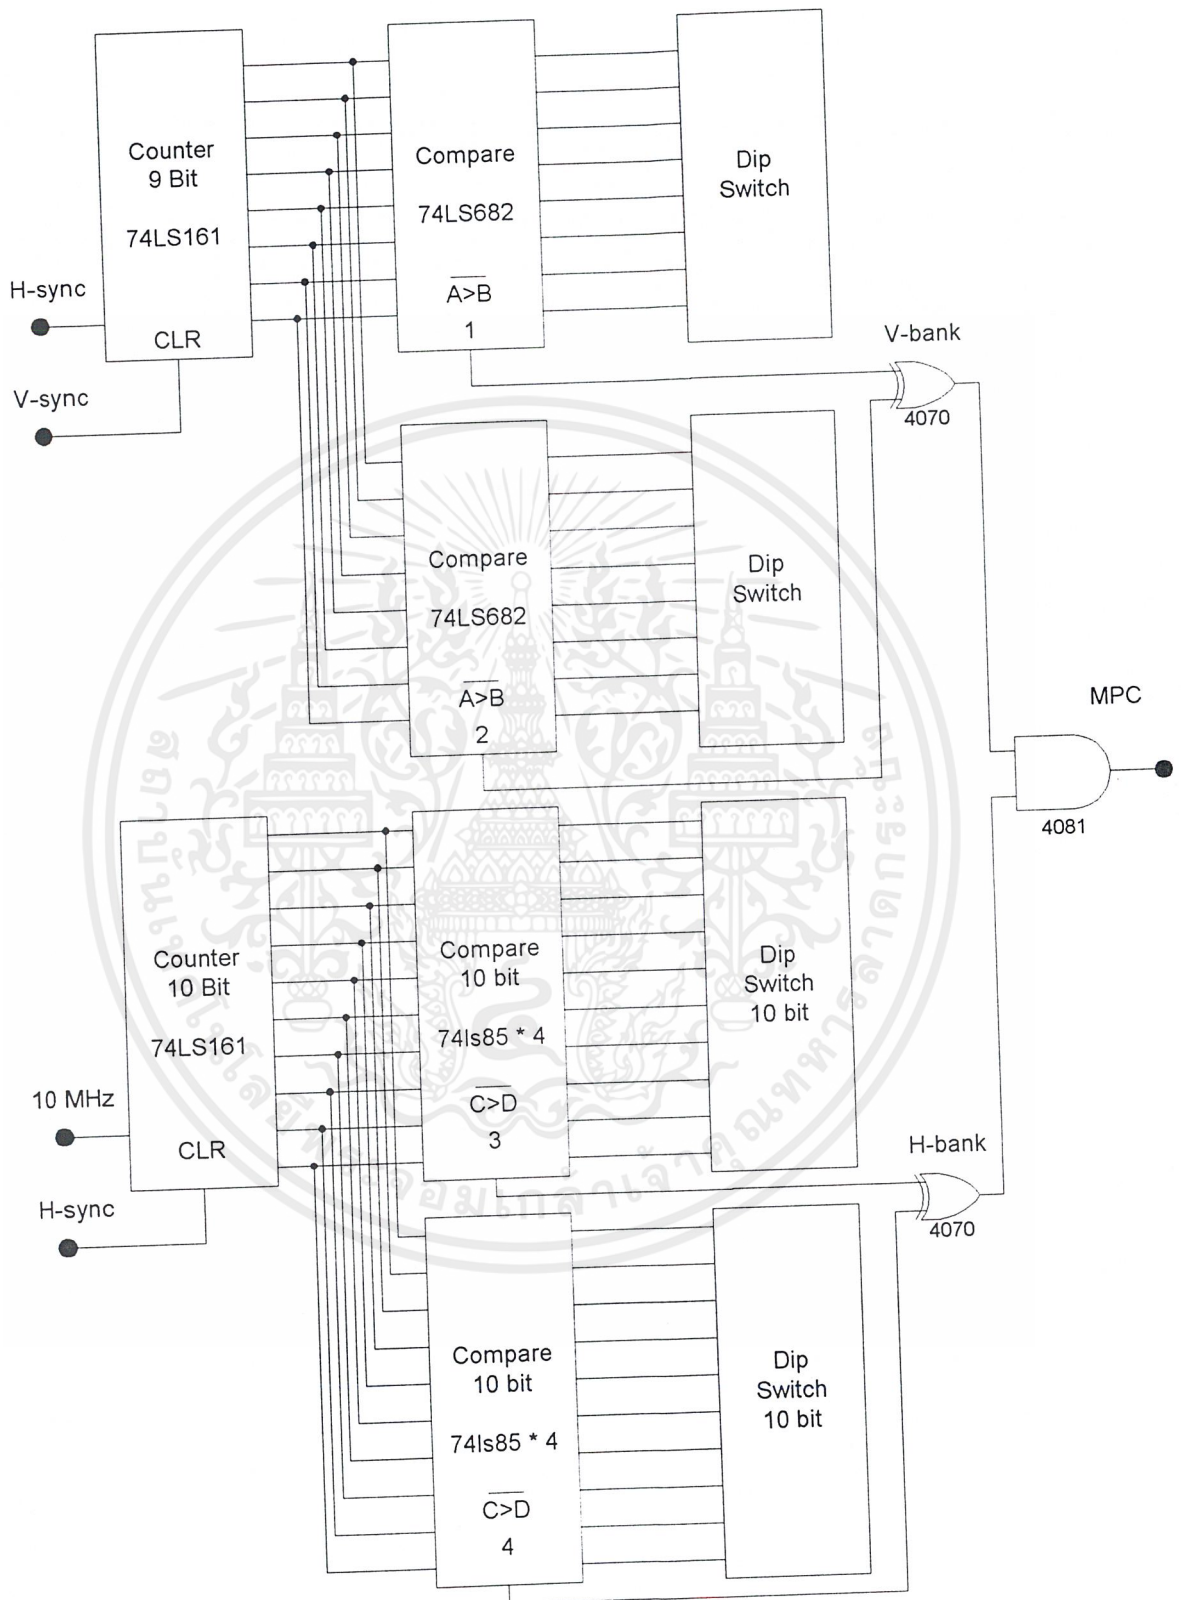 Counter
9 Bit
74LS161
CLR
H-sync
V-sync
Compare
74LS682
A>B
1
Dip
Switch
V-bank
4070
Compare
74LS682
A>B
2
Dip
Switch
MPC
4081
Counter
10 Bit
74LS161
CLR
10 MHz
H-sync
Compare
10 bit
74ls85 * 4
C>D
3
Dip
Switch
10 bit
H-bank
4070
Compare
10 bit
74ls85 * 4
C>D
4
Dip
Switch
10 bit